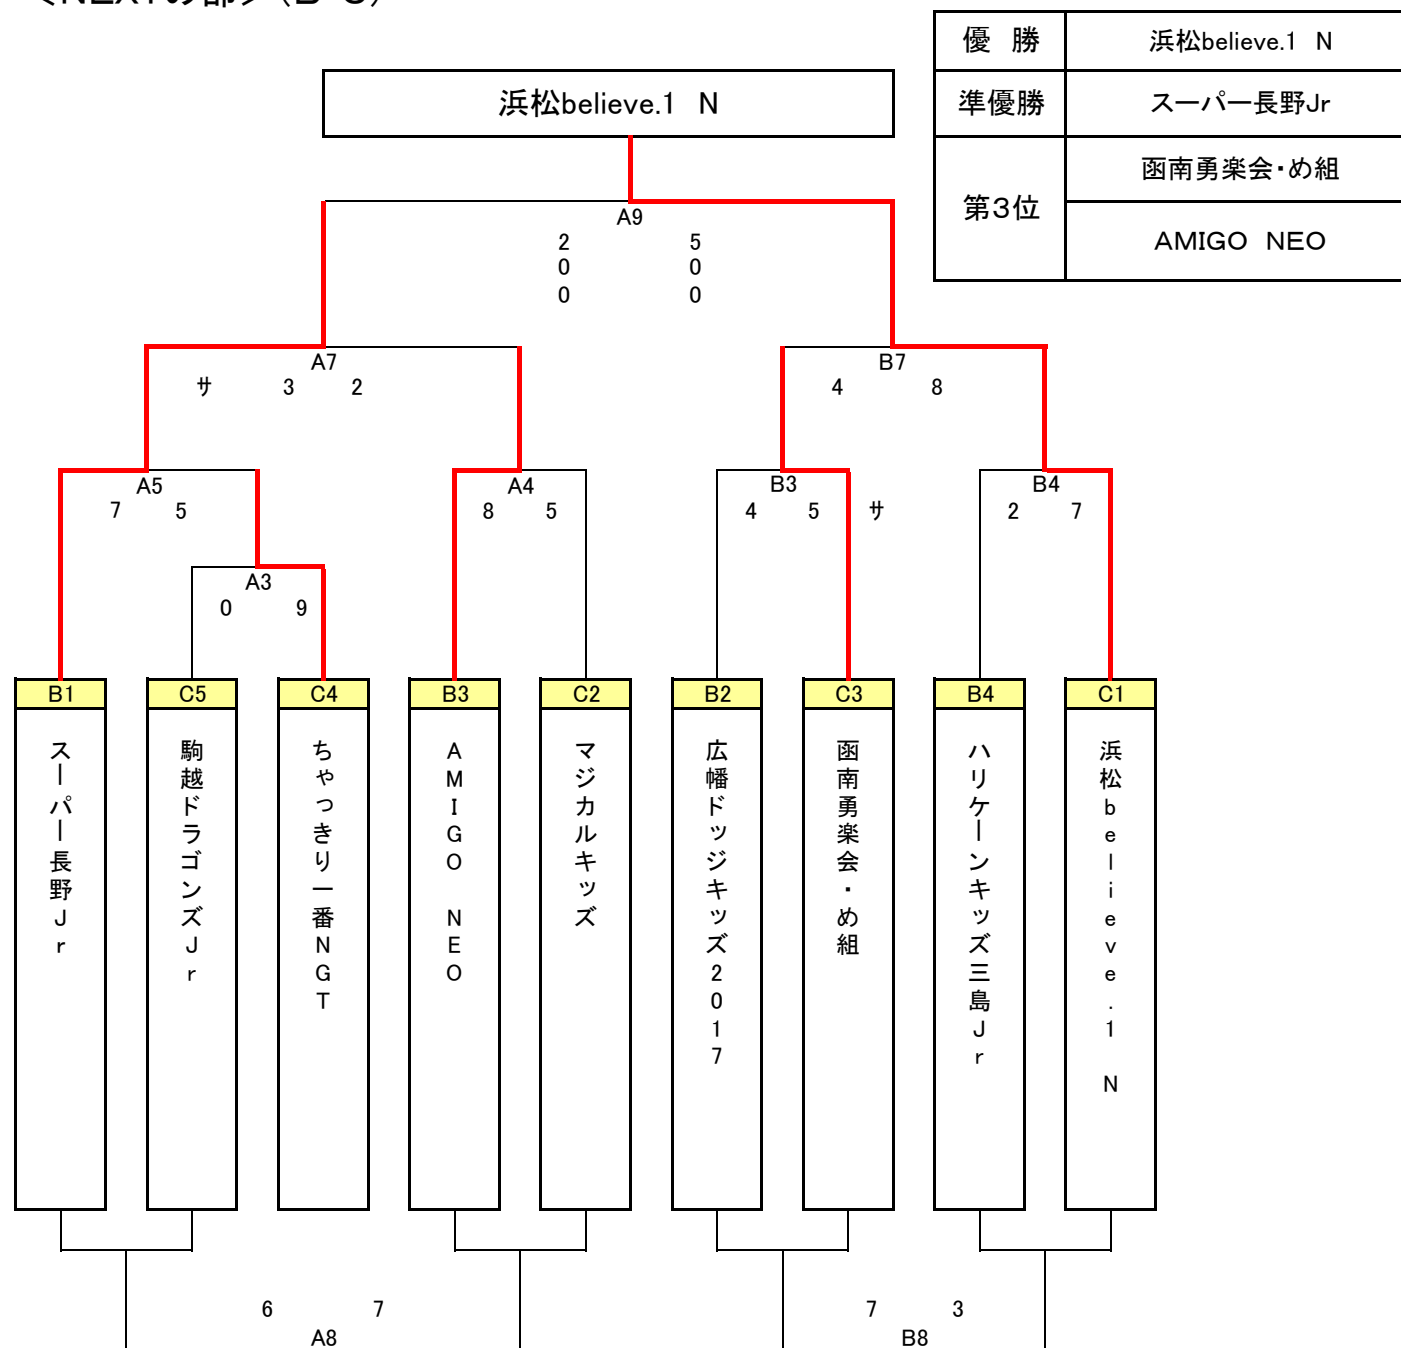 優　勝 浜松believe.1　N
準優勝 スーパー長野Jr
第3位 函南勇楽会・め組
AMIGO　NEO
浜松believe.1　N
A9
2 5
0 0
0 0
A7
サ 3 2
B7
4 8
A5
7 5
A4
8 5
B3
4 5 サ
B4
2 7
A3
0 9
B1 C5 C4 B3 C2 B2 C3 B4 C1
スーパー長野Jr
駒越ドラゴンズJr
ちゃっきり一番NGT
AMIGO　NEO
マジカルキッズ
広幡ドッジキッズ2017
函南勇楽会・め組
ハリケーンキッズ三島Jr
浜松believe.1　N
6 7
A8
7 3
B8